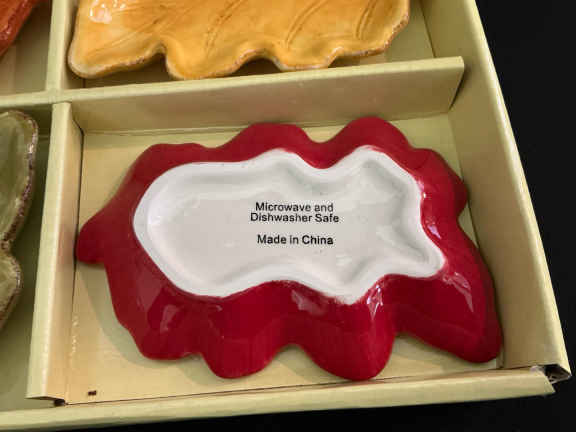 Microwave and
Dishwasher Safe
Made in China